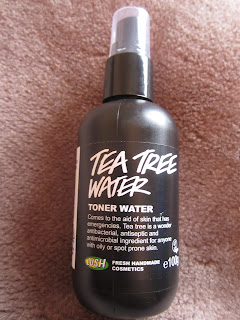 TEA TREE
WATER
TONER WATER
Comes to the aid of skin that has
emergencies. Tea tree is a wonder
antibacterial, antiseptic and
antimicrobial ingredient for anyone
with oily or spot prone skin.
LUSH
FRESH HANDMADE
COSMETICS
e100g